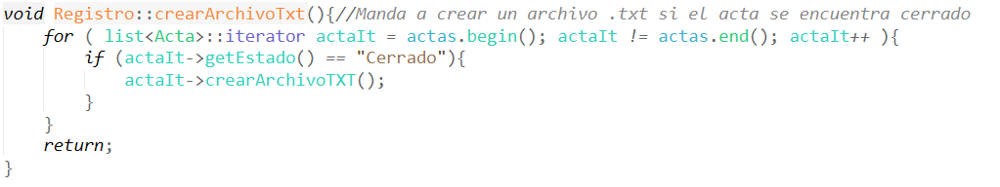 void Registro::crearArchivoTxt(){//Manda a crear un archivo .txt si el acta se encuentra cerrado
    for ( list<Acta>::iterator actaIt = actas.begin(); actaIt != actas.end(); actaIt++ ){
        if (actaIt->getEstado() == "Cerrado"){
            actaIt->crearArchivoTXT();
        }
    }
    return;
}